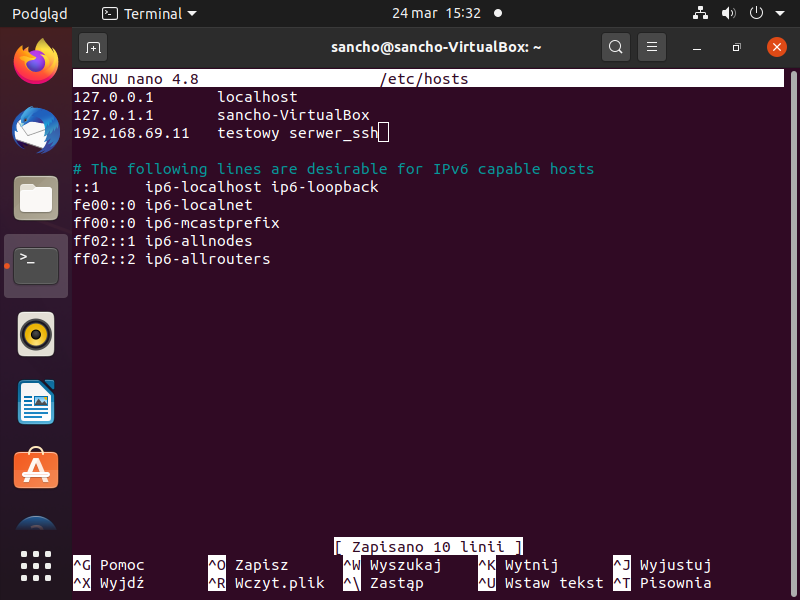 Podgląd Terminal 24 mar 15:32
sancho@sancho-VirtualBox: ~
GNU nano 4.8 /etc/hosts
127.0.0.1 localhost
127.0.1.1 sancho-VirtualBox
192.168.69.11 testowy serwer_ssh
# The following lines are desirable for IPv6 capable hosts
::1 ip6-localhost ip6-loopback
fe00::0 ip6-localnet
ff00::0 ip6-mcastprefix
ff02::1 ip6-allnodes
ff02::2 ip6-allrouters
[ Zapisano 10 linii ]
^G Pomoc ^O Zapisz ^W Wyszukaj ^K Wytnij ^J Wyjustuj
^X Wyjdź ^R Wczyt.plik ^\ Zastąp ^U Wstaw tekst ^T Pisownia